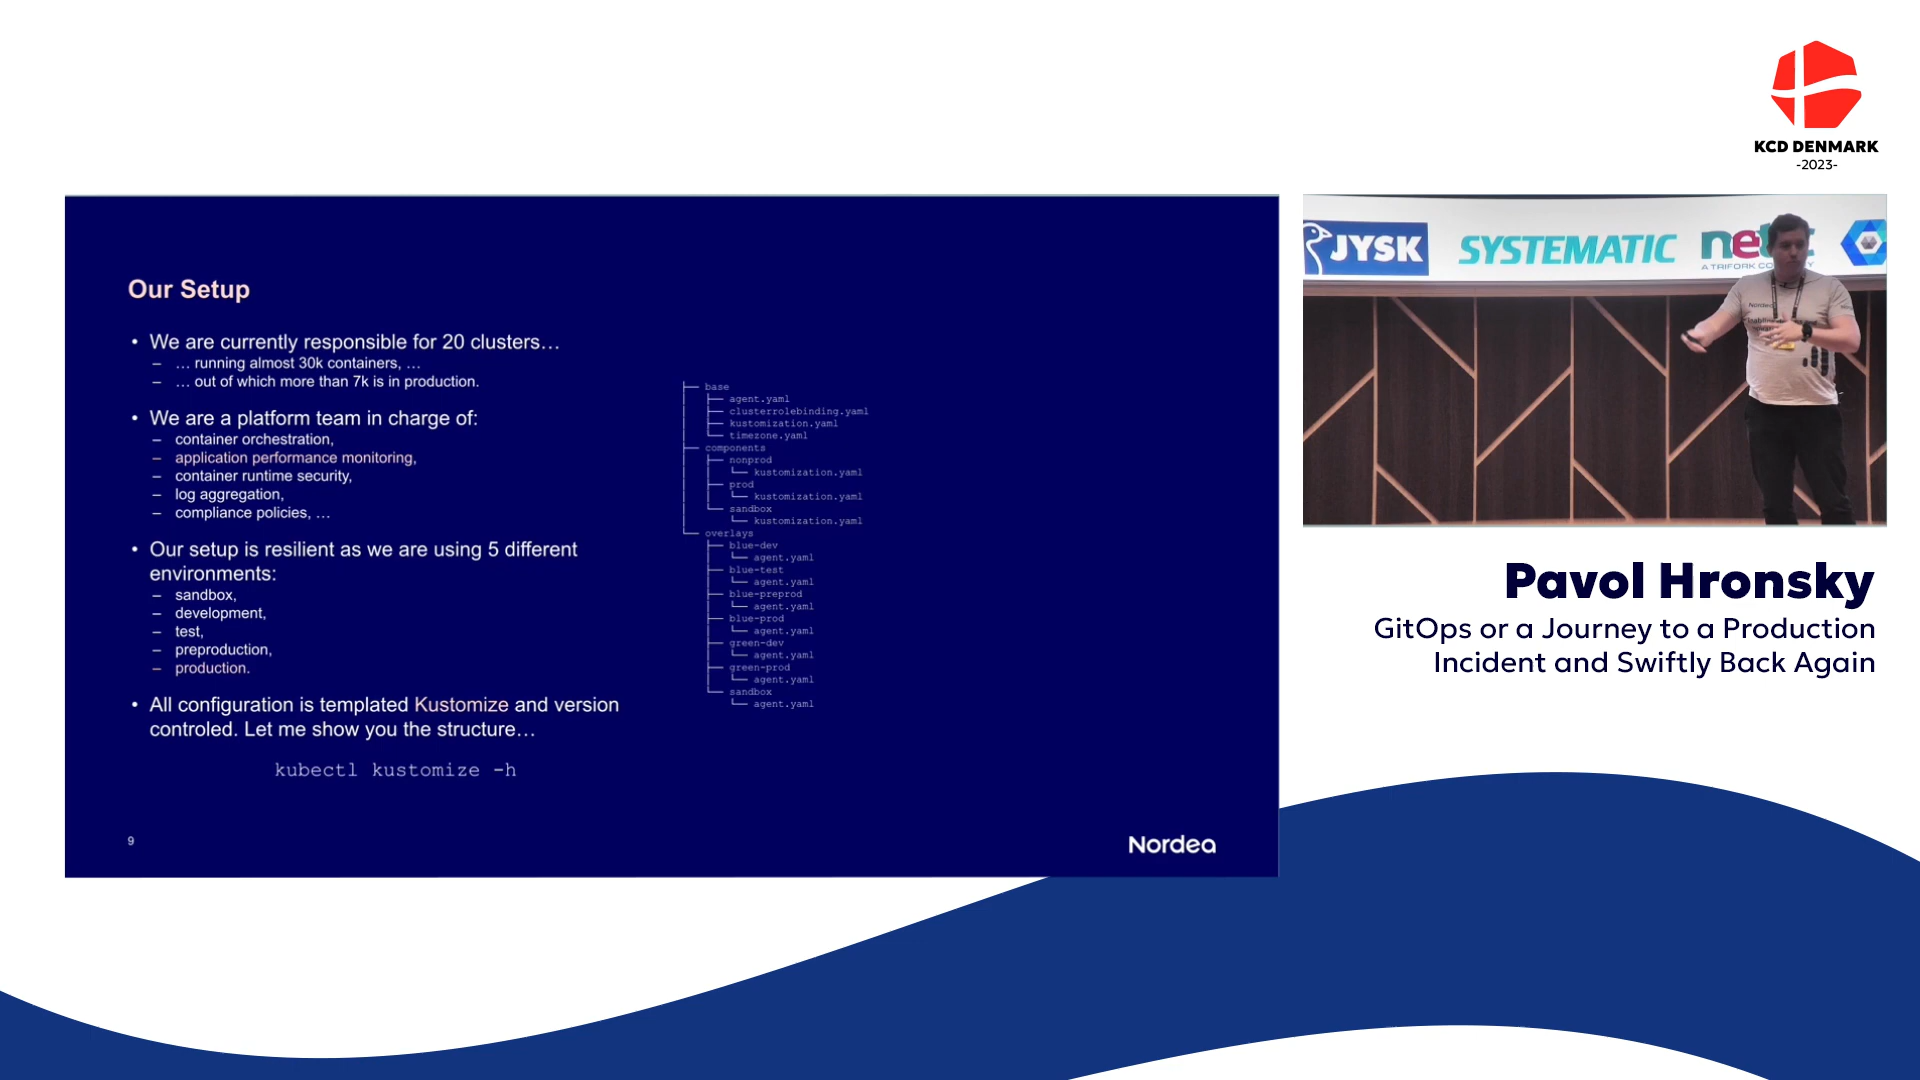 KCD DENMARK
-2023-
Our Setup
• We are currently responsible for 20 clusters…
– … running almost 30k containers, …
– … out of which more than 7k is in production.
• We are a platform team in charge of:
– container orchestration,
– application performance monitoring,
– container runtime security,
– log aggregation,
– compliance policies, …
• Our setup is resilient as we are using 5 different
environments:
– sandbox,
– development,
– test,
– preproduction,
– production.
• All configuration is templated Kustomize and version
controled. Let me show you the structure…
kubectl kustomize -h
├── base
│   ├── agent.yaml
│   ├── clusterrolebinding.yaml
│   ├── kustomization.yaml
│   └── timezone.yaml
├── components
│   ├── nonprod
│   │   └── kustomization.yaml
│   ├── prod
│   │   └── kustomization.yaml
│   └── sandbox
│       └── kustomization.yaml
└── overlays
    ├── blue-dev
    │   └── agent.yaml
    ├── blue-test
    │   └── agent.yaml
    ├── blue-preprod
    │   └── agent.yaml
    ├── blue-prod
    │   └── agent.yaml
    ├── green-dev
    │   └── agent.yaml
    ├── green-prod
    │   └── agent.yaml
    └── sandbox
        └── agent.yaml
9
Nordea
JYSK
SYSTEMATIC
A TRIFORK
Nordea
Pavol Hronsky
GitOps or a Journey to a Production
Incident and Swiftly Back Again